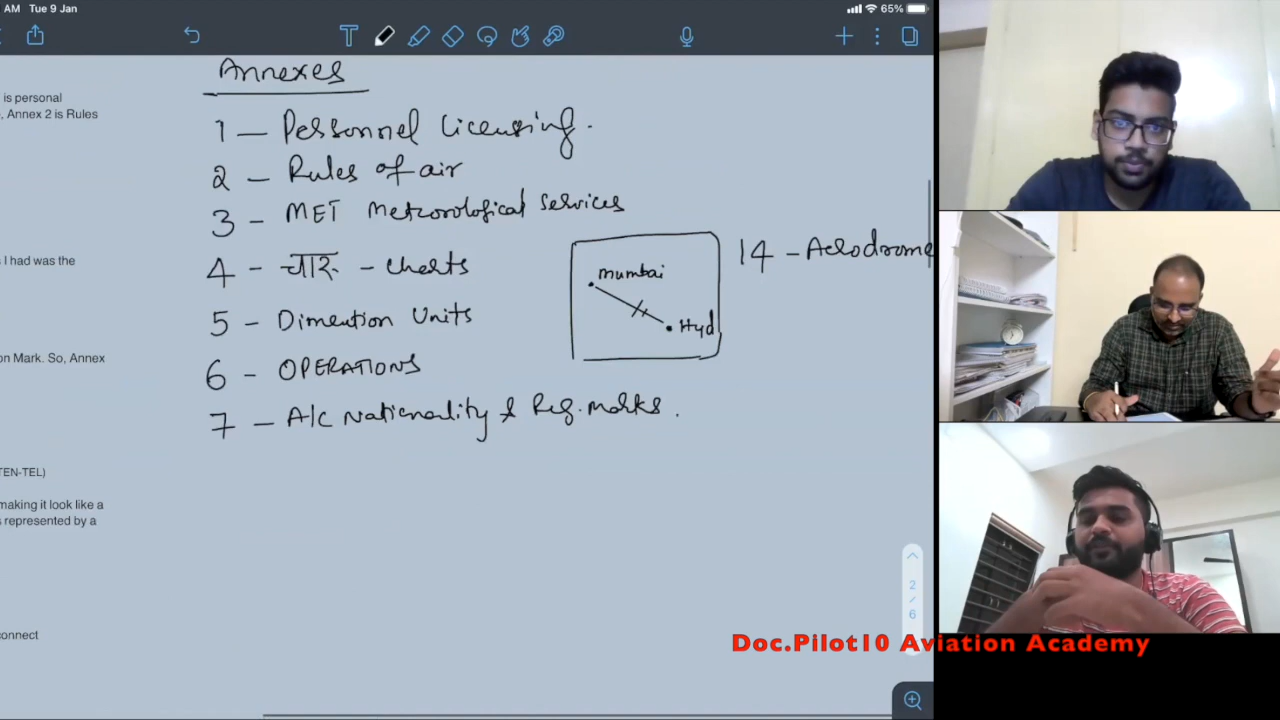 AM Tue 9 Jan
65%
Annexes
is personal
, Annex 2 is Rules
1 — Personnel licensing.
2 — Rules of air
3 - MET Meteorological Services
s I had was the
4 - चार - Charts
mumbai
Hyd
14 - Aerodrome
5 - Dimention Units
on Mark. So, Annex
6 - OPERATIONS
7 — A/C Nationality & Reg. marks.
TEN-TEL)
making it look like a
s represented by a
2
6
connect
Doc.Pilot10 Aviation Academy